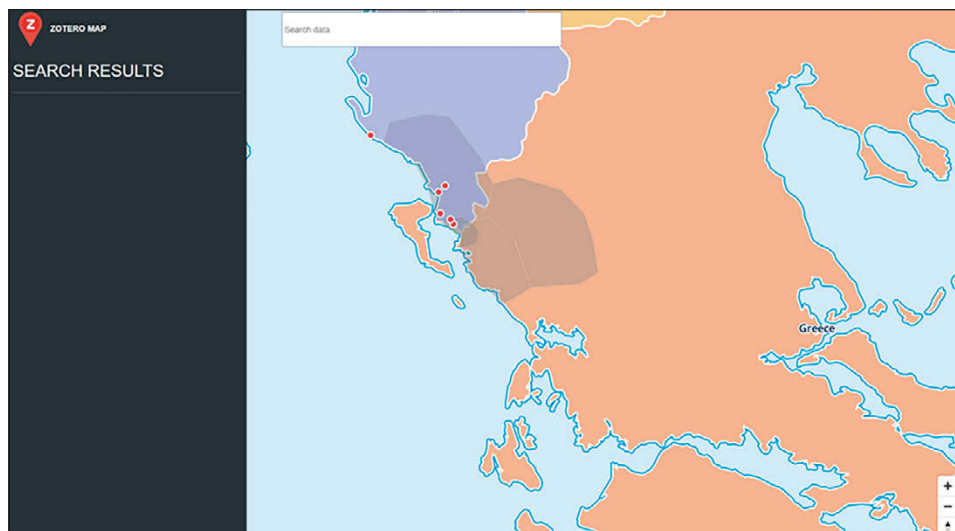 Z
ZOTERO MAP
Search data
SEARCH RESULTS
Greece
+
−